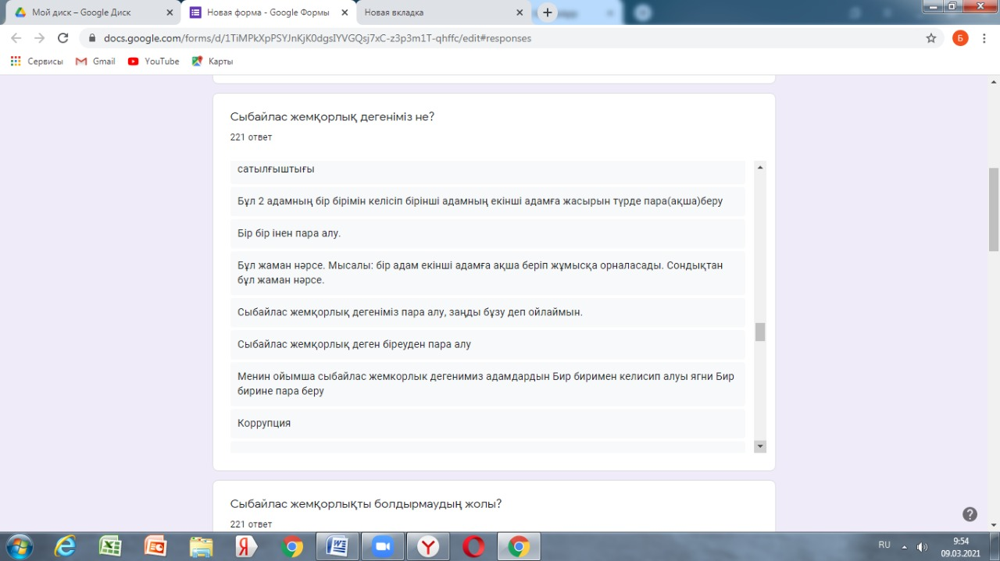 Мой диск – Google Диск
Новая форма - Google Формы
Новая вкладка
docs.google.com/forms/d/1TiMPkXpPSYJnKjK0dgsIYVGQsj7xC-z3p3m1T-qhffc/edit#responses
Б
Сервисы
Gmail
YouTube
Карты
Сыбайлас жемқорлық дегеніміз не?
221 ответ
сатылғыштығы
Бұл 2 адамның бір бірімін келісіп бірінші адамның екінші адамға жасырын түрде пара(ақша)беру
Бір бір інен пара алу.
Бұл жаман нәрсе. Мысалы: бір адам екінші адамға ақша беріп жұмысқа орналасады. Сондықтан
бұл жаман нәрсе.
Сыбайлас жемқорлық дегеніміз пара алу, заңды бұзу деп ойлаймын.
Сыбайлас жемқорлық деген біреуден пара алу
Менин ойымша сыбайлас жемкорлык дегенимиз адамдардын Бир биримен келисип алуы ягни Бир
бирине пара беру
Коррупция
Сыбайлас жемқорлықты болдырмаудың жолы?
221 ответ
RU
9:54
09.03.2021